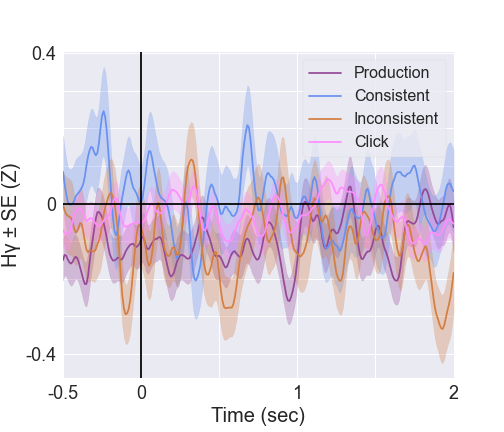 0.4
Production
Consistent
Inconsistent
Click
0
Hγ ± SE (Z)
-0.4
-0.5 0 1 2
Time (sec)